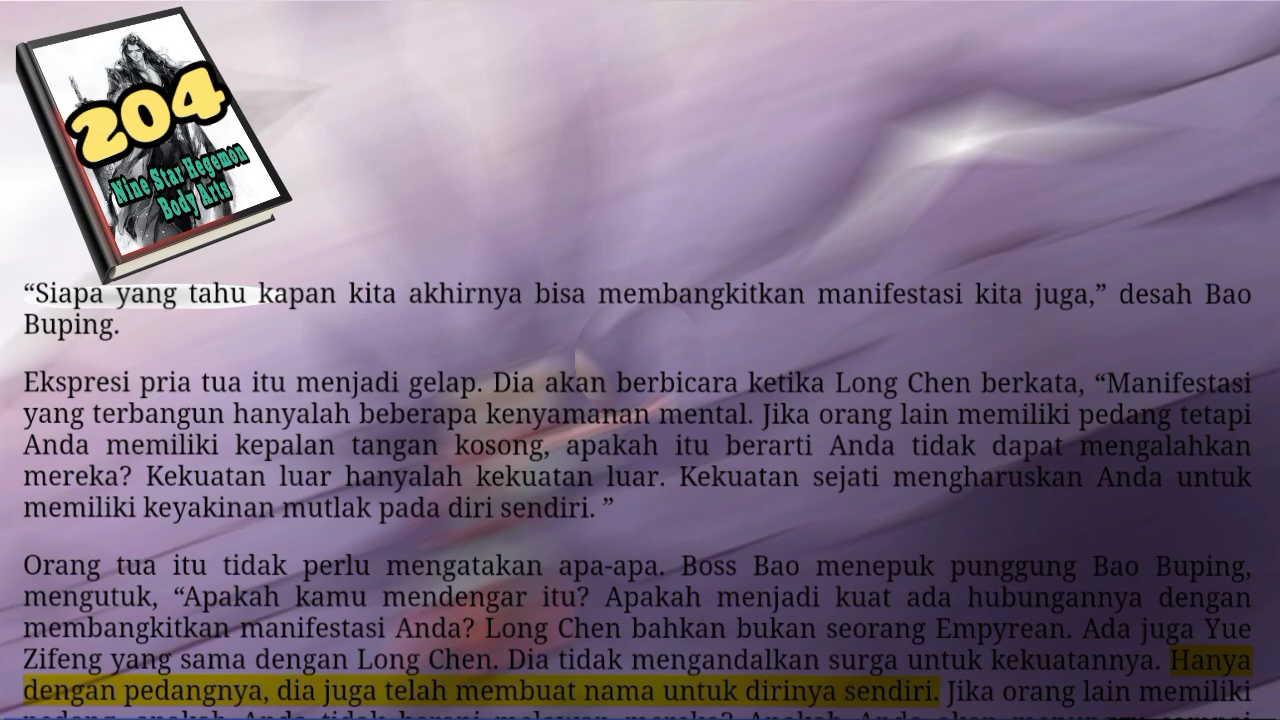 204
Nine Star Hegemon
Body Arts
“Siapa yang tahu kapan kita akhirnya bisa membangkitkan manifestasi kita juga,” desah Bao
Buping.
Ekspresi pria tua itu menjadi gelap. Dia akan berbicara ketika Long Chen berkata, “Manifestasi
yang terbangun hanyalah beberapa kenyamanan mental. Jika orang lain memiliki pedang tetapi
Anda memiliki kepalan tangan kosong, apakah itu berarti Anda tidak dapat mengalahkan
mereka? Kekuatan luar hanyalah kekuatan luar. Kekuatan sejati mengharuskan Anda untuk
memiliki keyakinan mutlak pada diri sendiri. ”
Orang tua itu tidak perlu mengatakan apa-apa. Boss Bao menepuk punggung Bao Buping,
mengutuk, “Apakah kamu mendengar itu? Apakah menjadi kuat ada hubungannya dengan
membangkitkan manifestasi Anda? Long Chen bahkan bukan seorang Empyrean. Ada juga Yue
Zifeng yang sama dengan Long Chen. Dia tidak mengandalkan surga untuk kekuatannya. Hanya
dengan pedangnya, dia juga telah membuat nama untuk dirinya sendiri. Jika orang lain memiliki